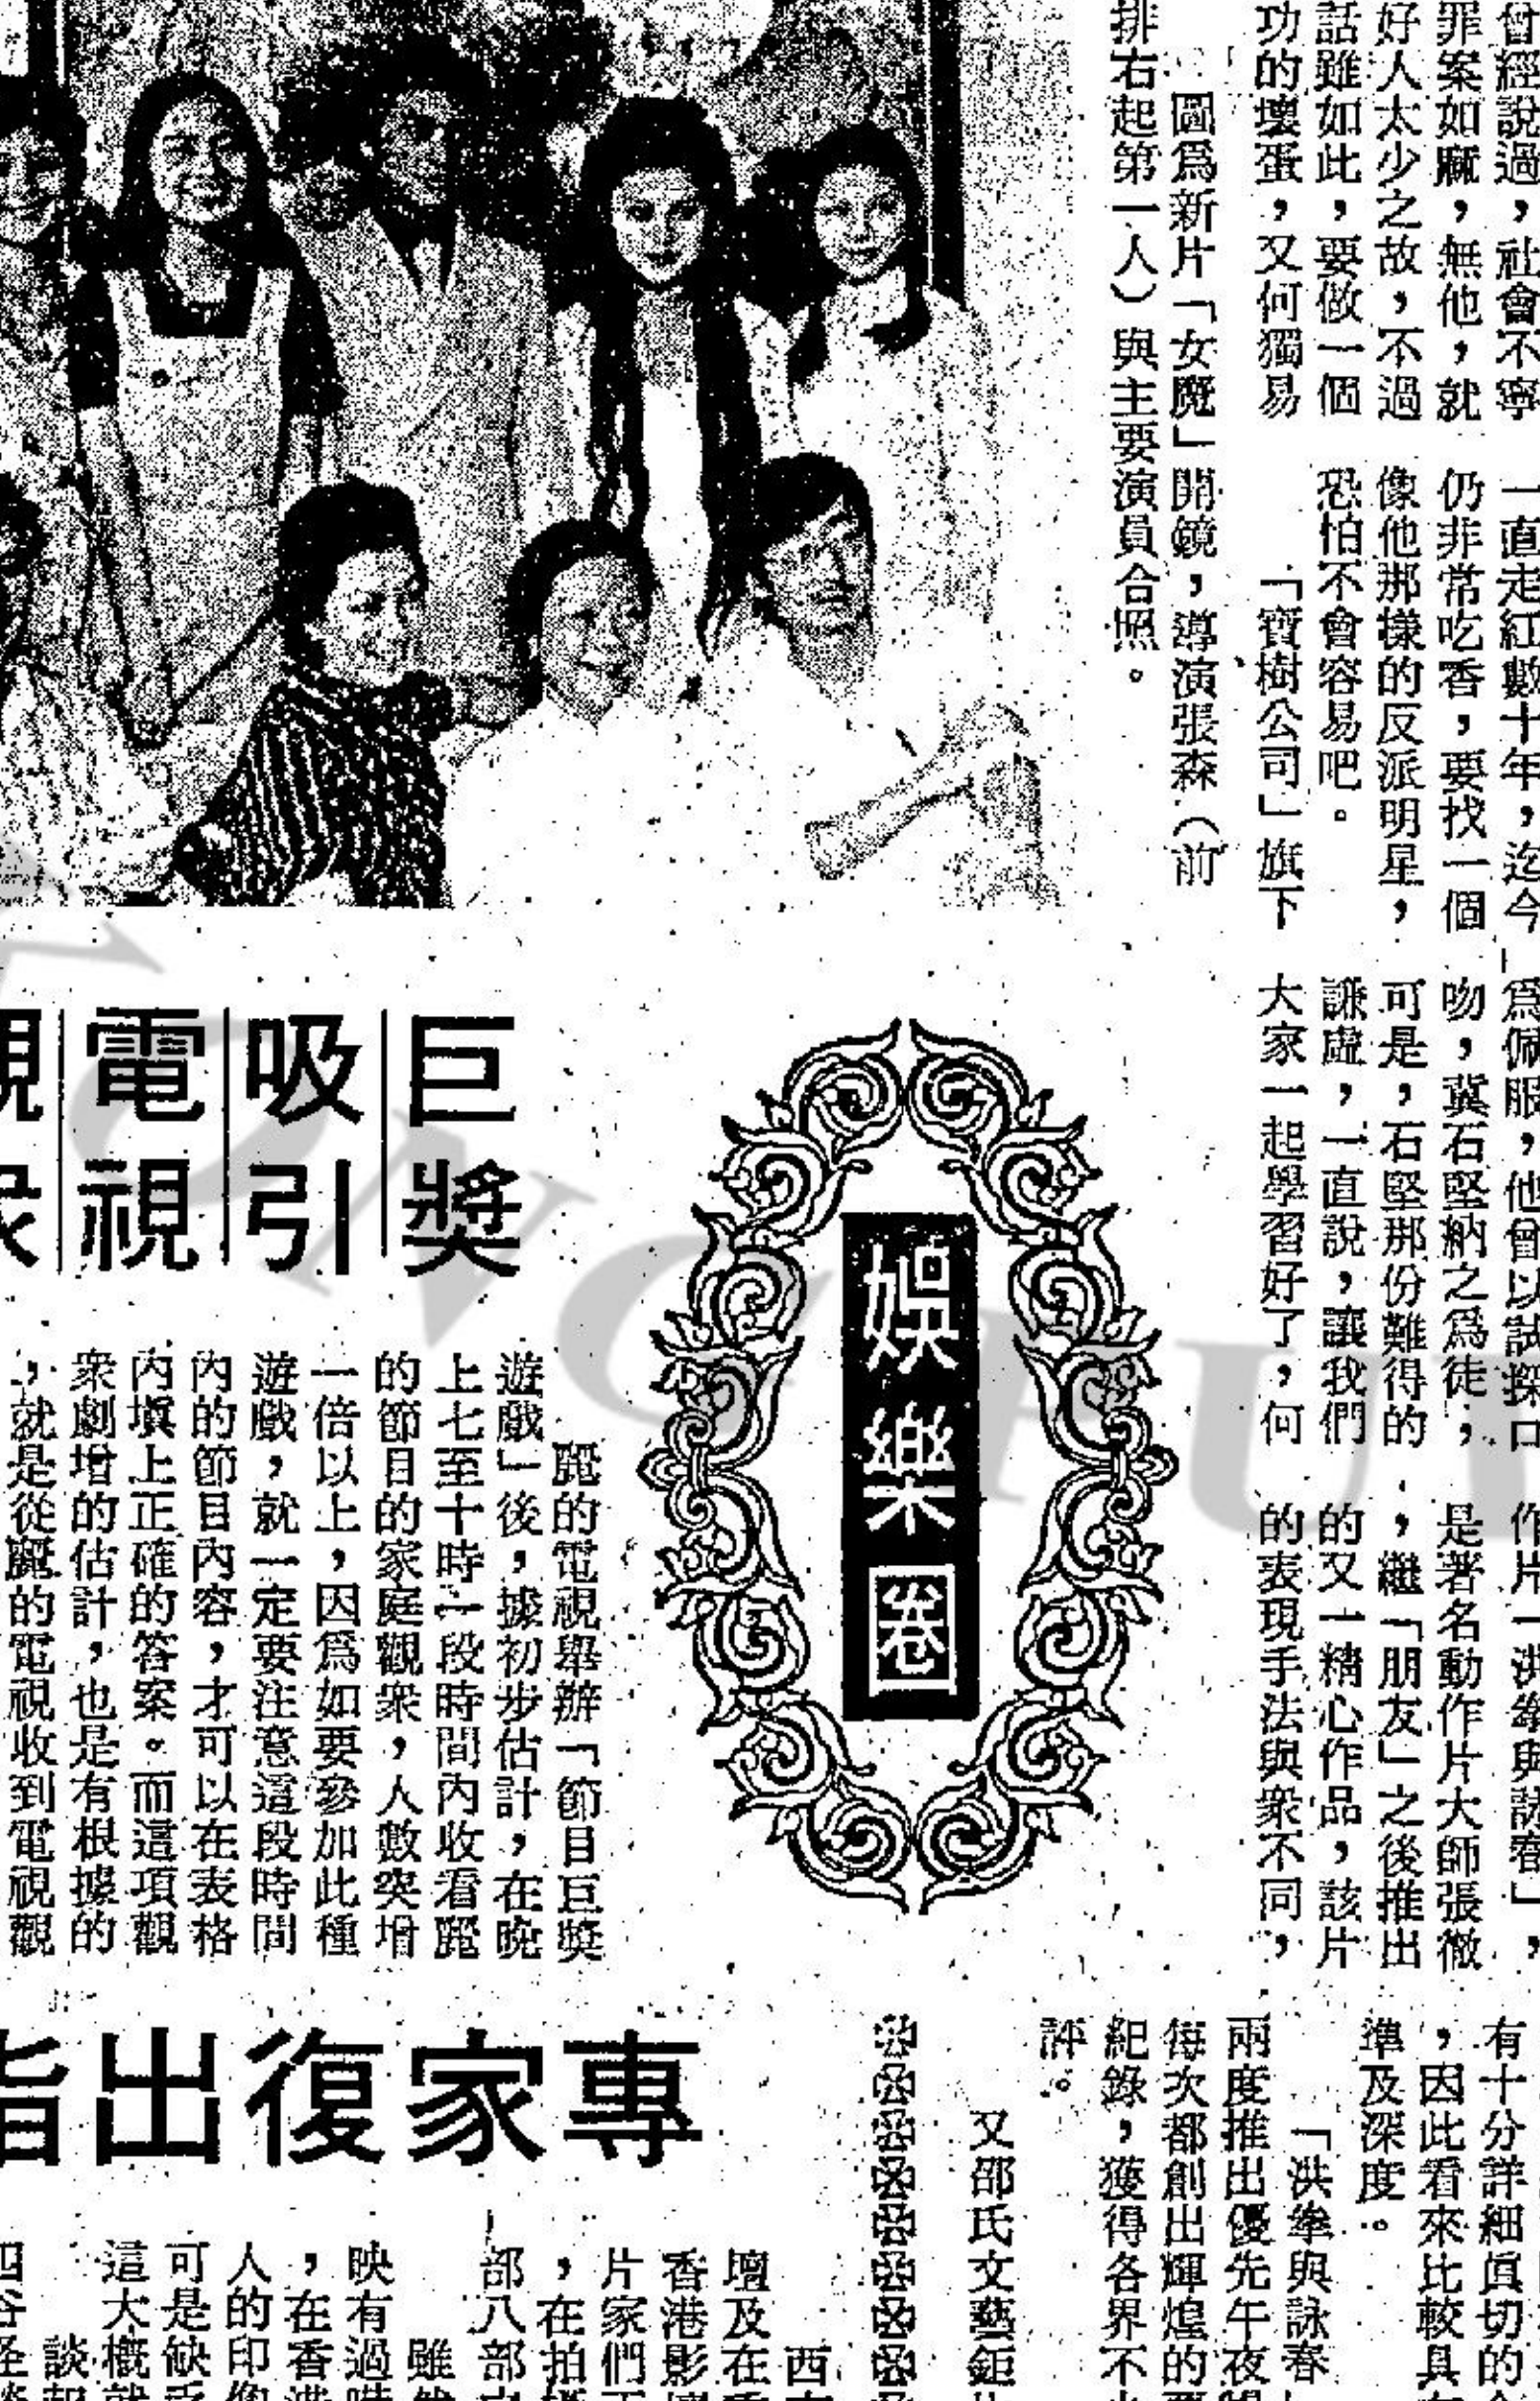 曾經說過，社會不寧
罪案如麻，無他，就
好人太少之故，不過
話雖如此，要做一個
功的壞蛋，又何獨易
一直走紅數十年，迄今
仍非常吃香，要找一個
像他那樣的反派明星，
恐怕不會容易吧。
「寶樹公司」旗下
為佩服，他曾以試探口
吻，冀石堅納之為徒，
可是，石堅那份難得的
謙虛，一直說，讓我們
大家一起學習好了，何
作片
是著名動作片大師張徹
，繼「朋友」之後推出
的又一精心作品，該片
的表現手法與衆不同，
有十分詳細眞切的
，因此看來比較具
準及深度。
「洪拳與詠春
兩度推出優先午夜
每次都創出輝煌的
紀錄，獲得各界不
評。
又邵氏文藝鉅
圖為新片「女魔」開鏡，導演張森（前
排右起第一人）與主要演員合照。
娛樂圈
巨獎
吸引
電視
麗的電視舉辦「節目巨獎
遊戲」後，據初步估計，在晚
上七至十時一段時間內收看麗
的節目的家庭觀衆，人數突增
一倍以上，因為如要參加此種
遊戲，就一定要注意這段時間
內的節目內容，才可以在表格
內塡上正確的答案。而這項觀
衆劇增的估計，也是有根據的
，就是從麗的電視收到電視觀
專家復出指
西
壇及在
香港影
片家們
，在拍
部八部
雖
映有過
，在香港
人的印像
可是缺乏
這大概就
談